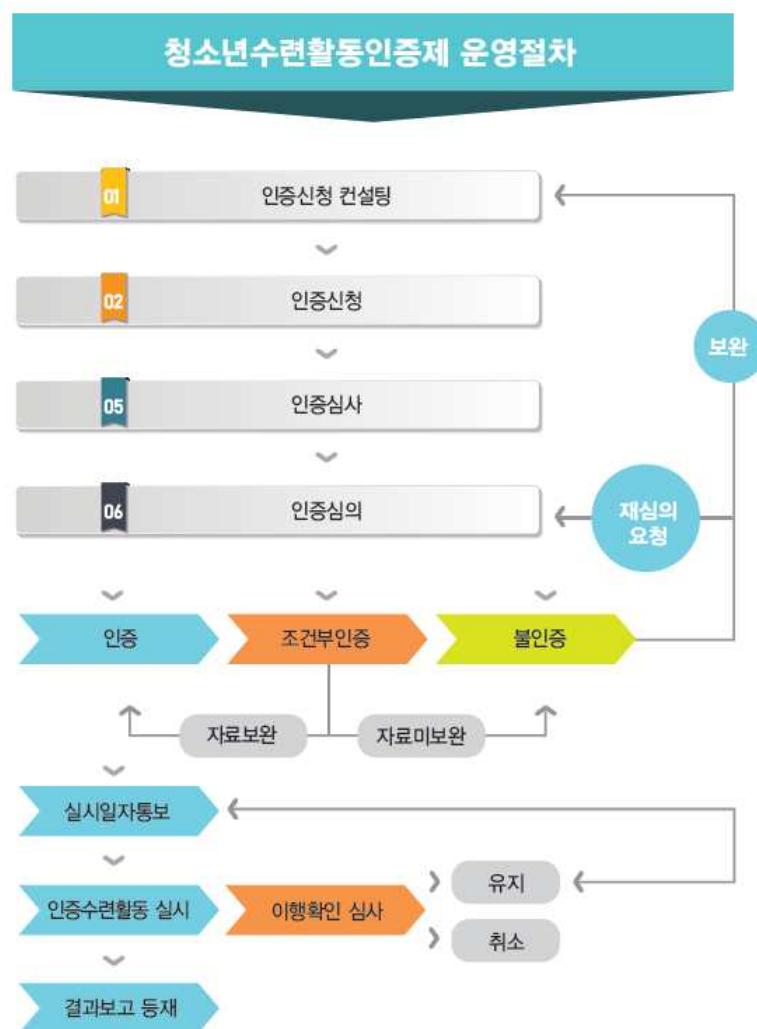 청소년수련활동인증제 운영절차
01 인증신청 컨설팅
02 인증신청
보완
05 인증심사
06 인증심의
재심의
요청
인증
조건부인증
불인증
자료보완
자료미보완
실시일자통보
인증수련활동 실시
이행확인 심사
유지
취소
결과보고 등재